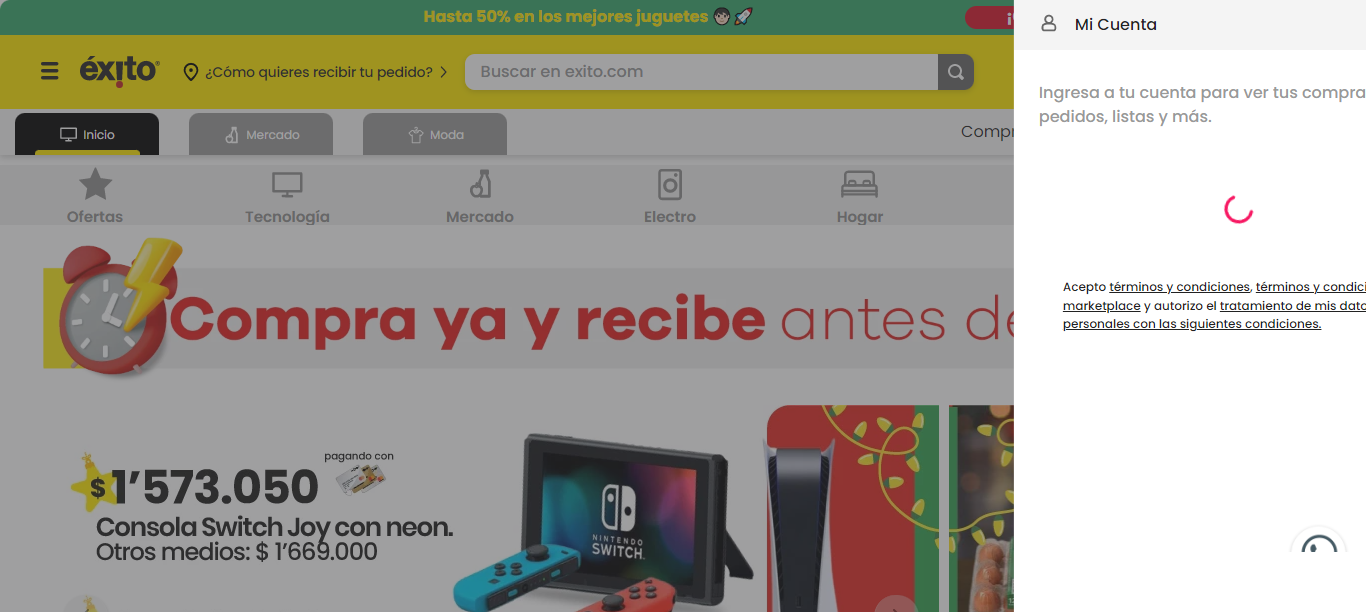 Hasta 50% en los mejores juguetes
Mi Cuenta
éxito
¿Cómo quieres recibir tu pedido?
Buscar en exito.com
Ingresa a tu cuenta para ver tus compra
pedidos, listas y más.
Inicio
Mercado
Moda
Compr
Ofertas
Tecnología
Mercado
Electro
Hogar
Acepto términos y condiciones, términos y condici
marketplace y autorizo el tratamiento de mis dato
personales con las siguientes condiciones.
Compra ya y recibe antes de
pagando con
$1’573.050
Consola Switch Joy con neon.
Otros medios: $ 1’669.000
NINTENDO
SWITCH